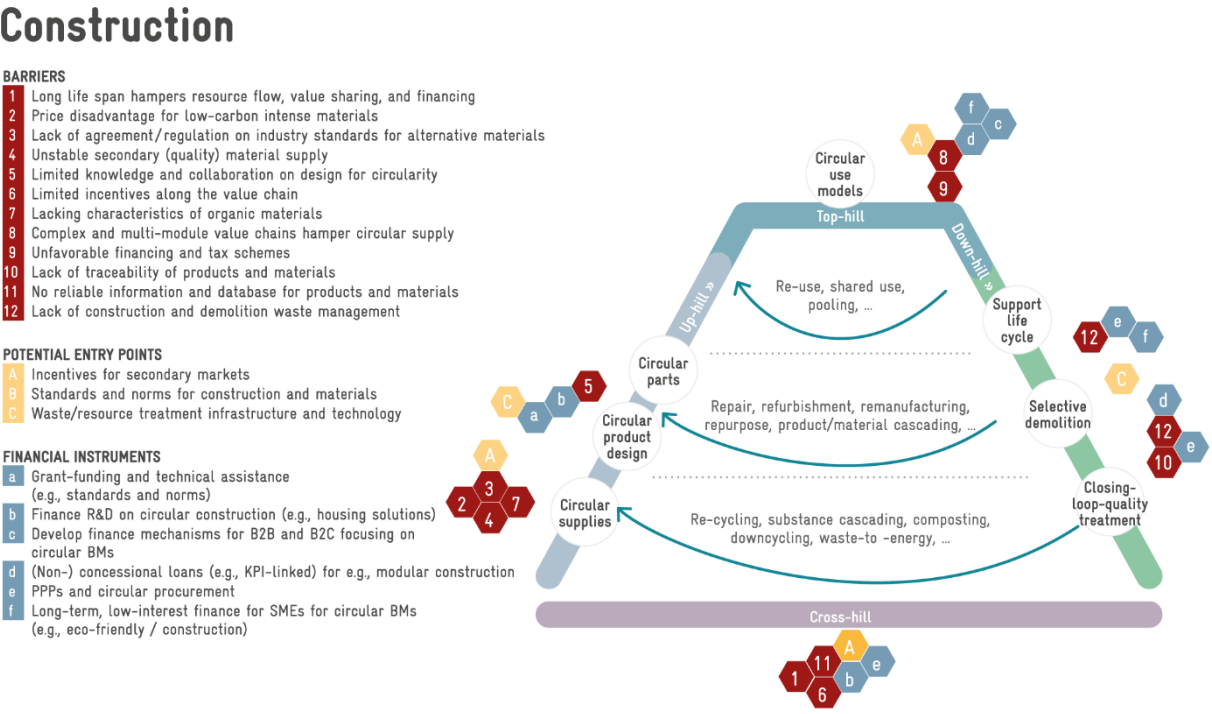 Construction
BARRIERS
1 Long life span hampers resource flow, value sharing, and financing
2 Price disadvantage for low-carbon intense materials
3 Lack of agreement/regulation on industry standards for alternative materials
4 Unstable secondary (quality) material supply
5 Limited knowledge and collaboration on design for circularity
6 Limited incentives along the value chain
7 Lacking characteristics of organic materials
8 Complex and multi-module value chains hamper circular supply
9 Unfavorable financing and tax schemes
10 Lack of traceability of products and materials
11 No reliable information and database for products and materials
12 Lack of construction and demolition waste management
POTENTIAL ENTRY POINTS
A Incentives for secondary markets
B Standards and norms for construction and materials
C Waste/resource treatment infrastructure and technology
FINANCIAL INSTRUMENTS
a Grant-funding and technical assistance
(e.g., standards and norms)
b Finance R&D on circular construction (e.g., housing solutions)
c Develop finance mechanisms for B2B and B2C focusing on
circular BMs
d (Non-) concessional loans (e.g., KPI-linked) for e.g., modular construction
e PPPs and circular procurement
f Long-term, low-interest finance for SMEs for circular BMs
(e.g., eco-friendly / construction)
f
c
A
d
8
9
Circular
use
models
Top-hill
Up-hill »
Down-hill »
Re-use, shared use,
pooling, ...
Support
life
cycle
12
e
f
C
Circular
parts
5
C
a
b
Repair, refurbishment, remanufacturing,
repurpose, product/material cascading, ...
Circular
product
design
Selective
demolition
d
12
e
10
A
2
3
7
4
Circular
supplies
Re-cycling, substance cascading, composting,
downcycling, waste-to -energy, ...
Closing-
loop-quality
treatment
Cross-hill
A
11
e
1
b
6